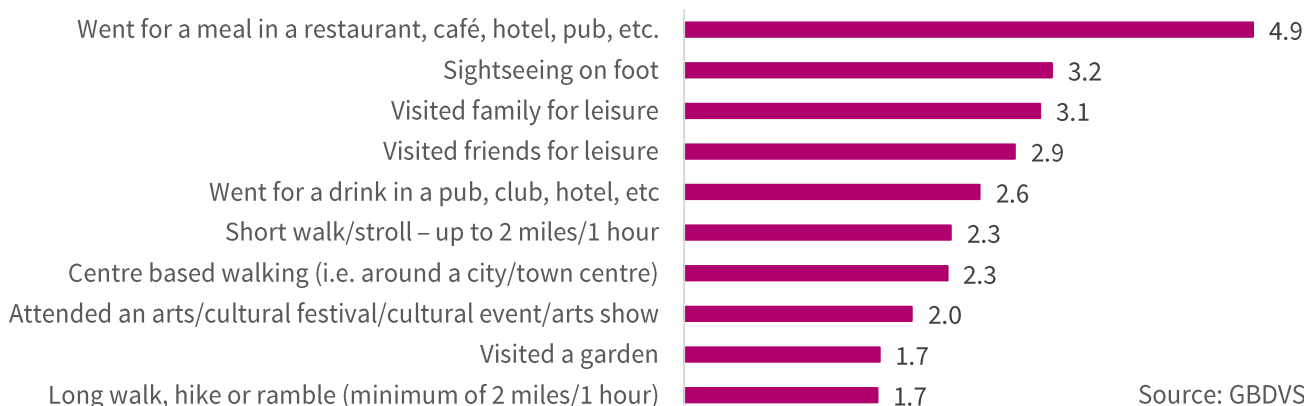 Went for a meal in a restaurant, café, hotel, pub, etc. 4.9
Sightseeing on foot 3.2
Visited family for leisure 3.1
Visited friends for leisure 2.9
Went for a drink in a pub, club, hotel, etc 2.6
Short walk/stroll – up to 2 miles/1 hour 2.3
Centre based walking (i.e. around a city/town centre) 2.3
Attended an arts/cultural festival/cultural event/arts show 2.0
Visited a garden 1.7
Long walk, hike or ramble (minimum of 2 miles/1 hour) 1.7 Source: GBDVS